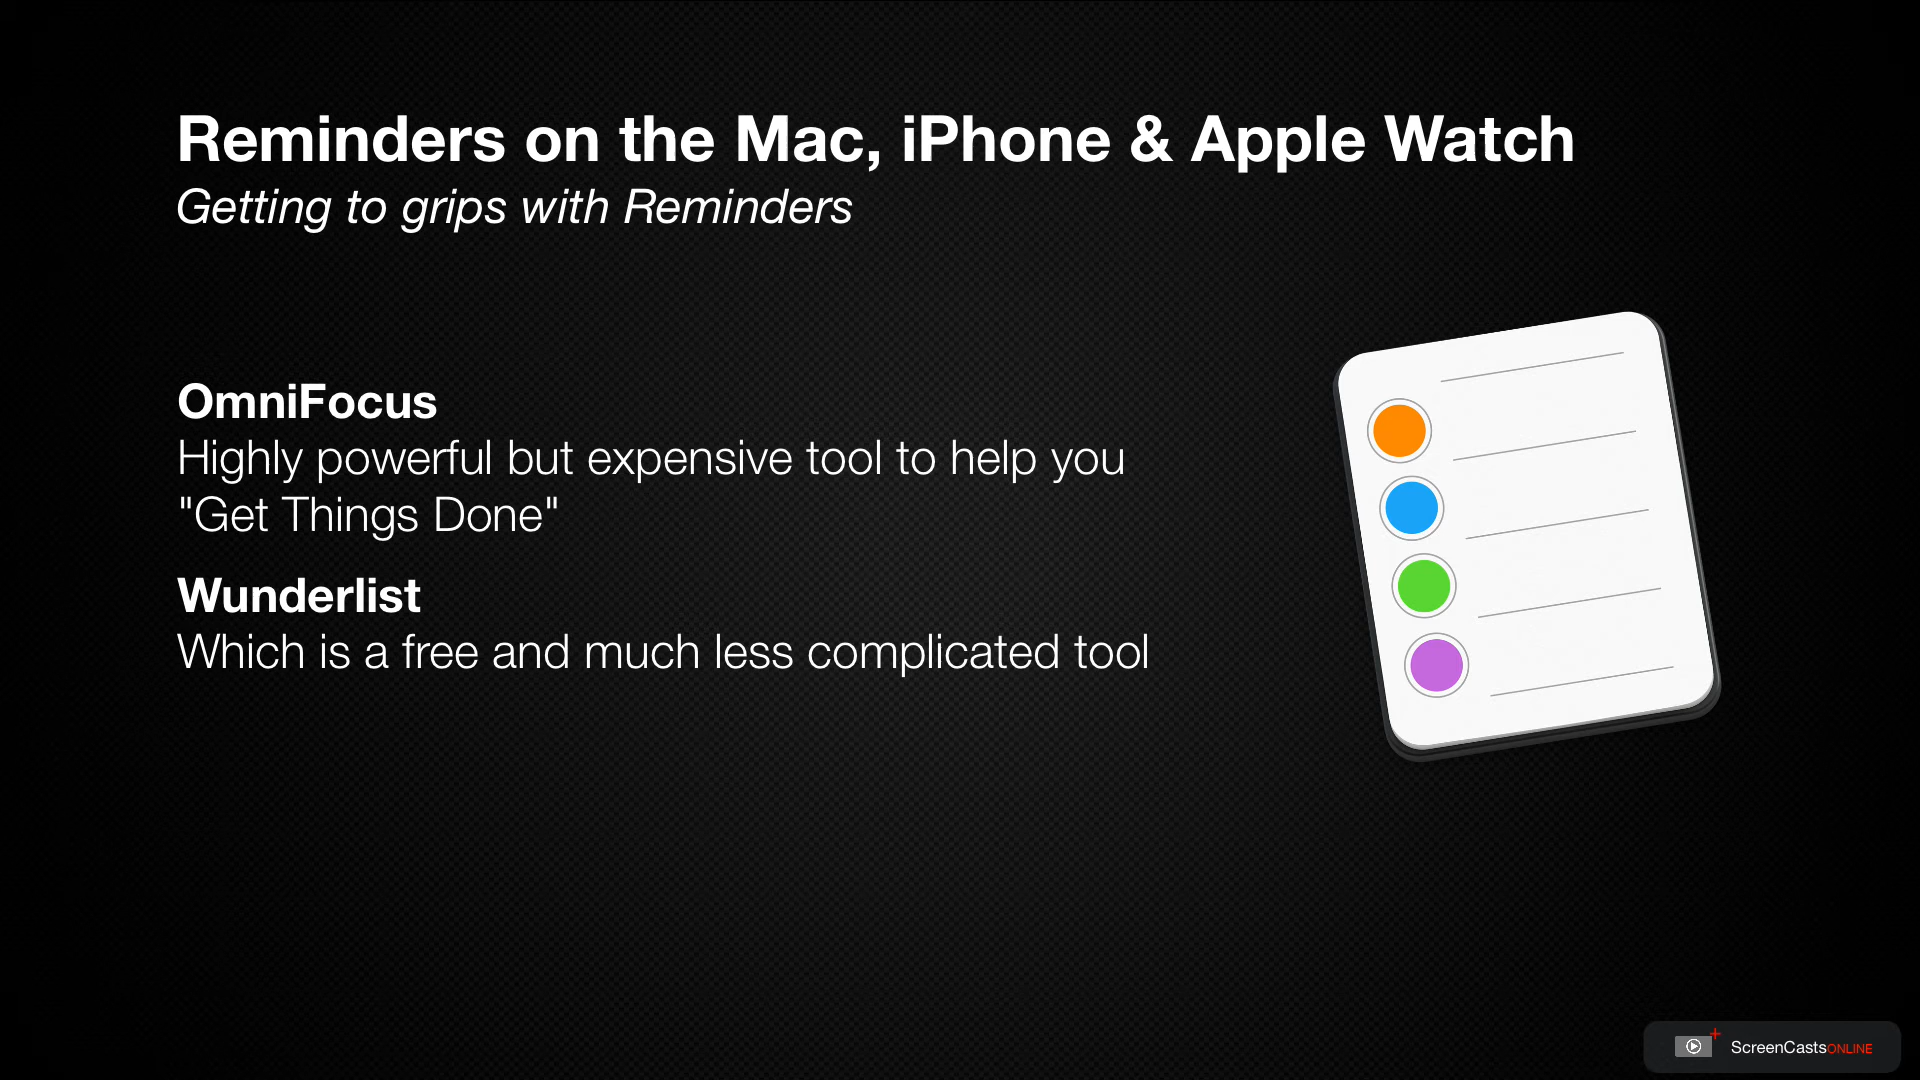 Reminders on the Mac, iPhone & Apple Watch
Getting to grips with Reminders
OmniFocus
Highly powerful but expensive tool to help you
"Get Things Done"
Wunderlist
Which is a free and much less complicated tool
ScreenCastsONLINE